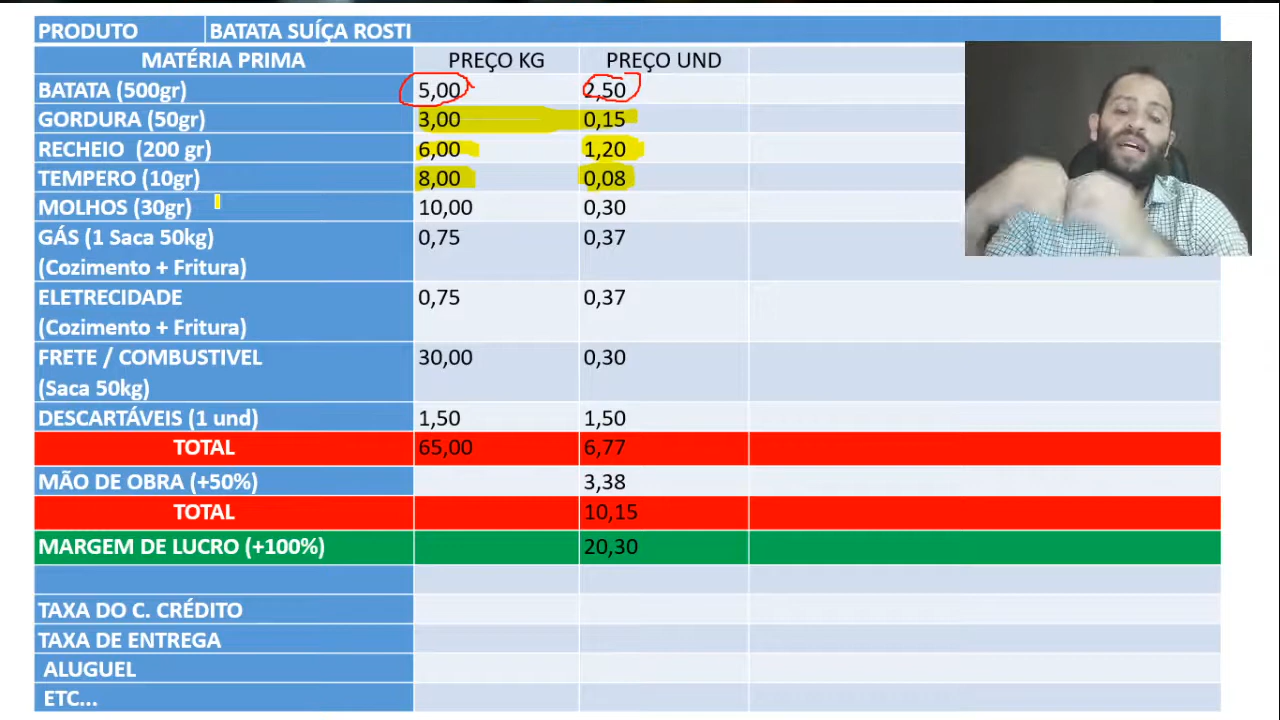 PRODUTO BATATA SUÍÇA ROSTI
MATÉRIA PRIMA PREÇO KG PREÇO UND
BATATA (500gr) 5,00 2,50
GORDURA (50gr) 3,00 0,15
RECHEIO (200 gr) 6,00 1,20
TEMPERO (10gr) 8,00 0,08
MOLHOS (30gr) 10,00 0,30
GÁS (1 Saca 50kg) 0,75 0,37
(Cozimento + Fritura)
ELETRECIDADE 0,75 0,37
(Cozimento + Fritura)
FRETE / COMBUSTIVEL 30,00 0,30
(Saca 50kg)
DESCARTÁVEIS (1 und) 1,50 1,50
TOTAL 65,00 6,77
MÃO DE OBRA (+50%) 3,38
TOTAL 10,15
MARGEM DE LUCRO (+100%) 20,30
TAXA DO C. CRÉDITO
TAXA DE ENTREGA
ALUGUEL
ETC...